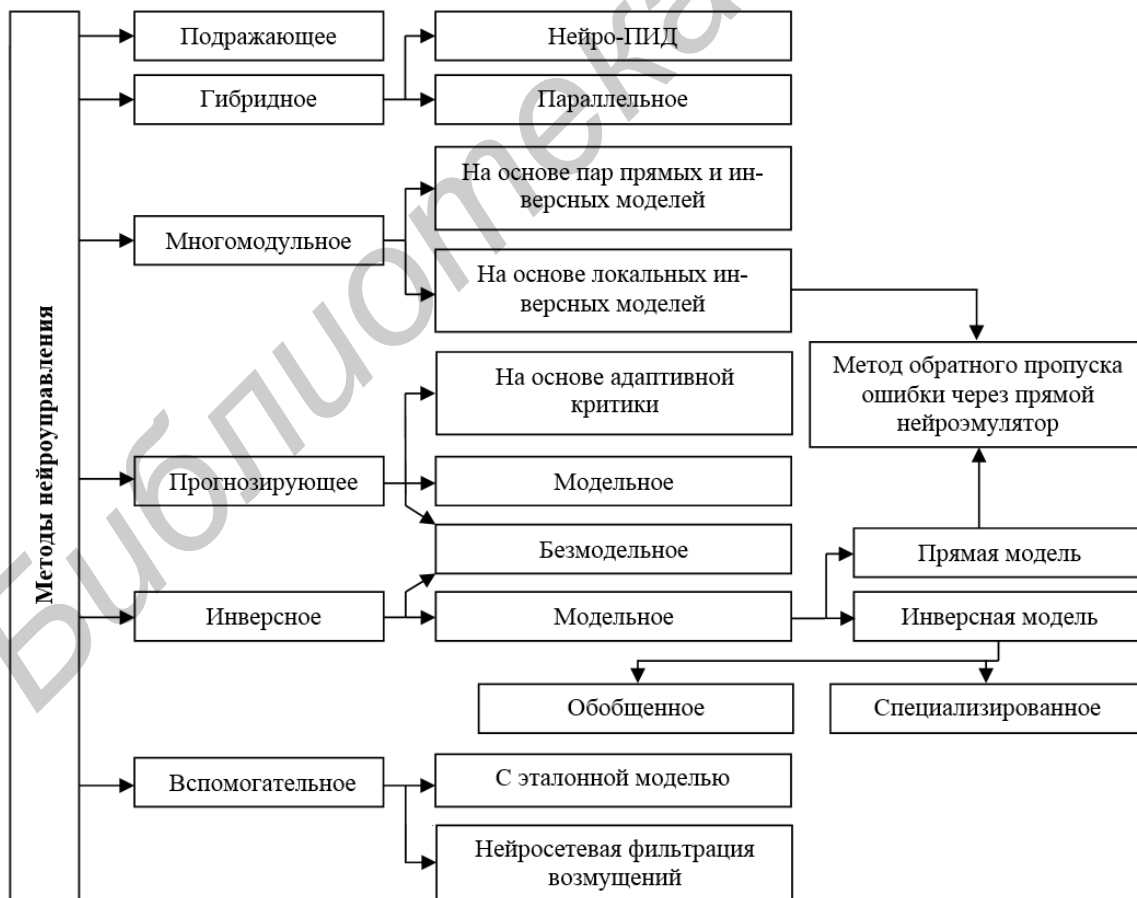 Методы нейроуправления
Подражающее
Нейро-ПИД
Гибридное
Параллельное
На основе пар прямых и ин-
версных моделей
Многомодульное
На основе локальных ин-
версных моделей
Метод обратного пропуска
ошибки через прямой
нейроэмулятор
На основе адаптивной
критики
Прогнозирующее
Модельное
Безмодельное
Прямая модель
Инверсное
Модельное
Инверсная модель
Обобщенное
Специализированное
Вспомогательное
С эталонной моделью
Нейросетевая фильтрация
возмущений
Библиотека